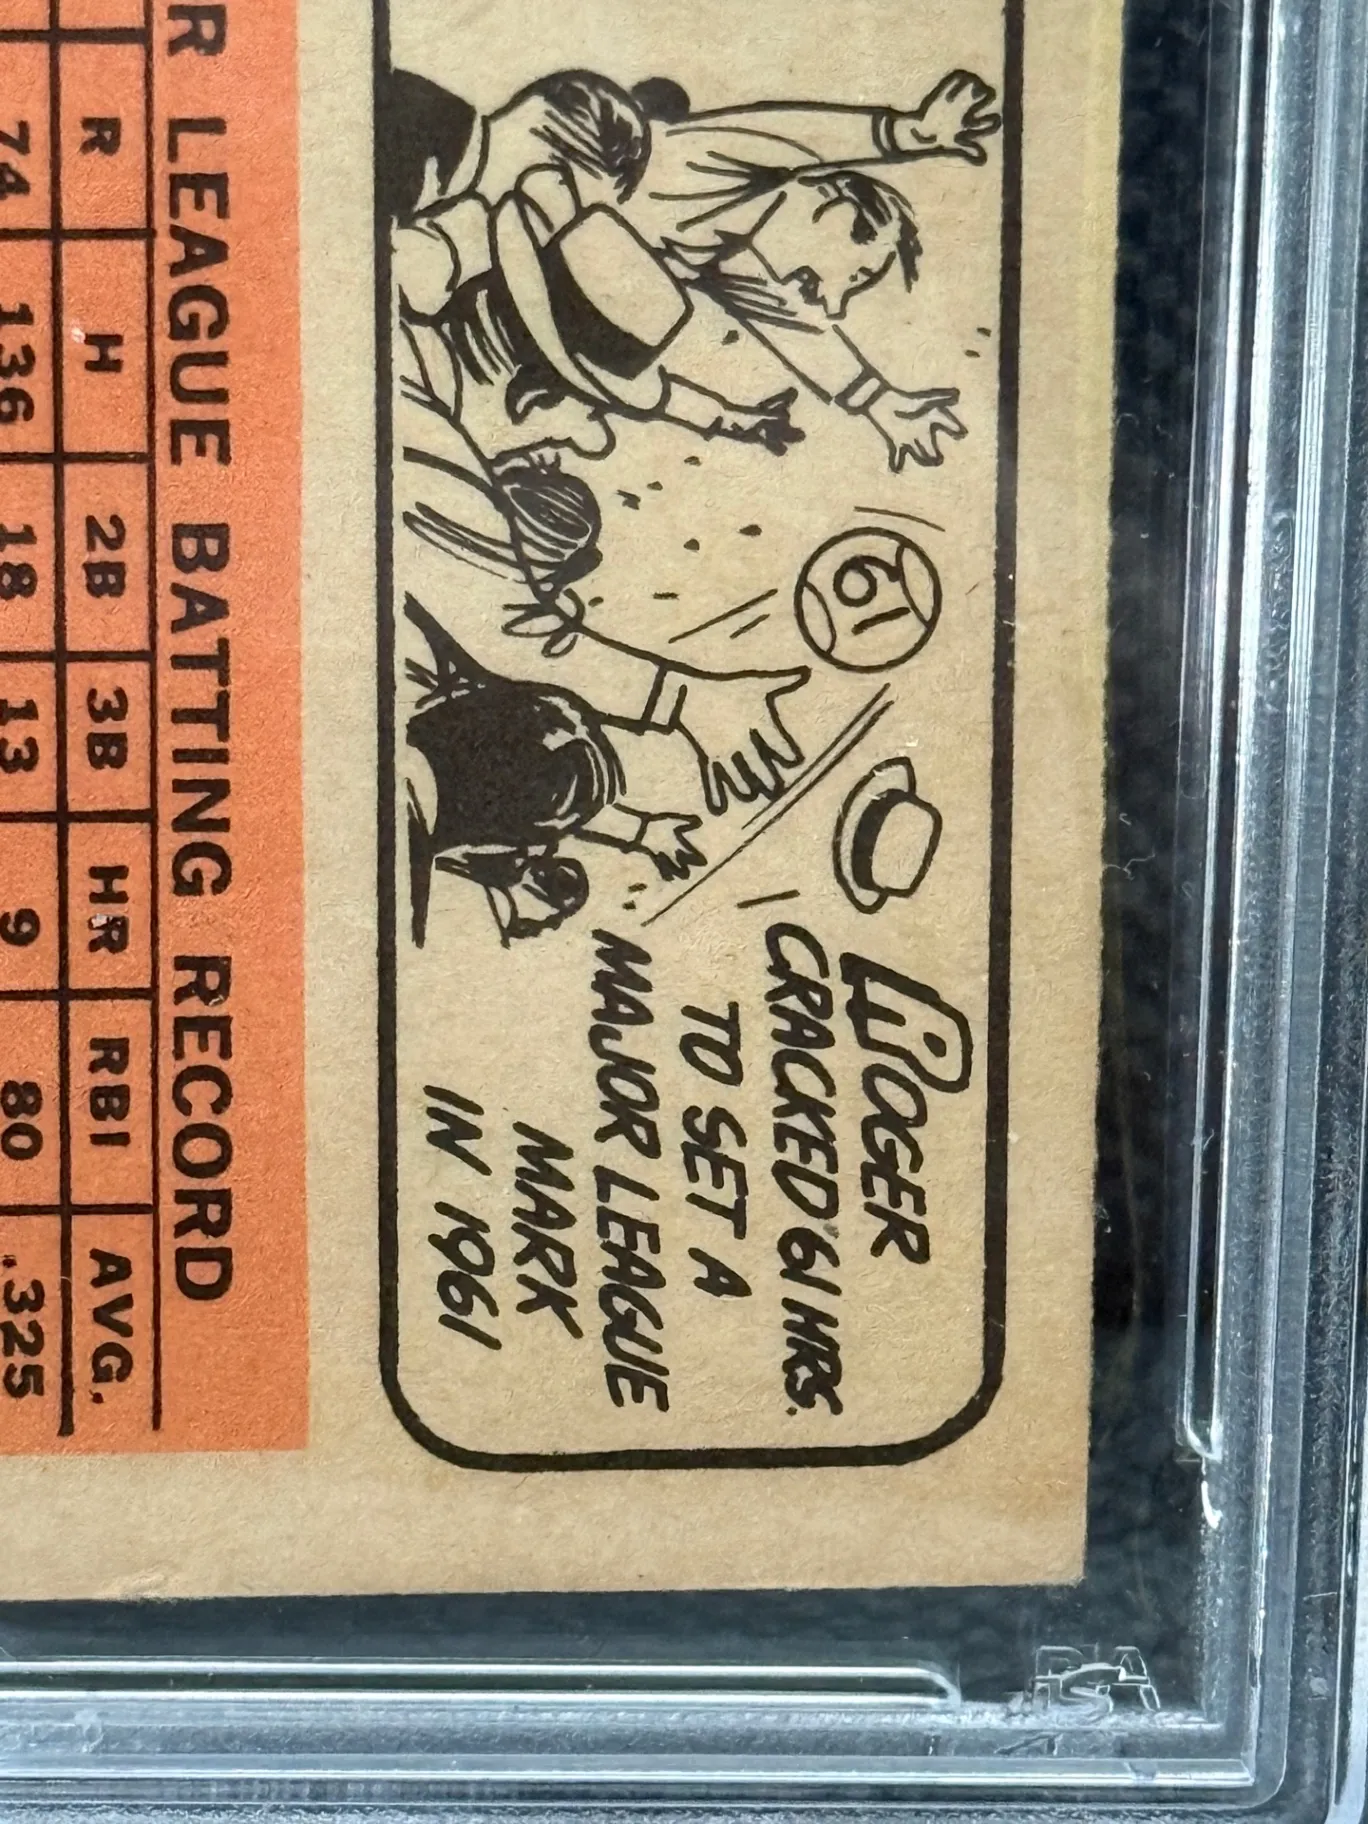 R LEAGUE BATTING RECORD
R H 2B 3B HR RBI AVG.
74 136 18 13 9 80 .325
61
ROGER
CRACKED 61 HRS.
TO SET A
MAJOR LEAGUE
MARK
IN 1961
PSA